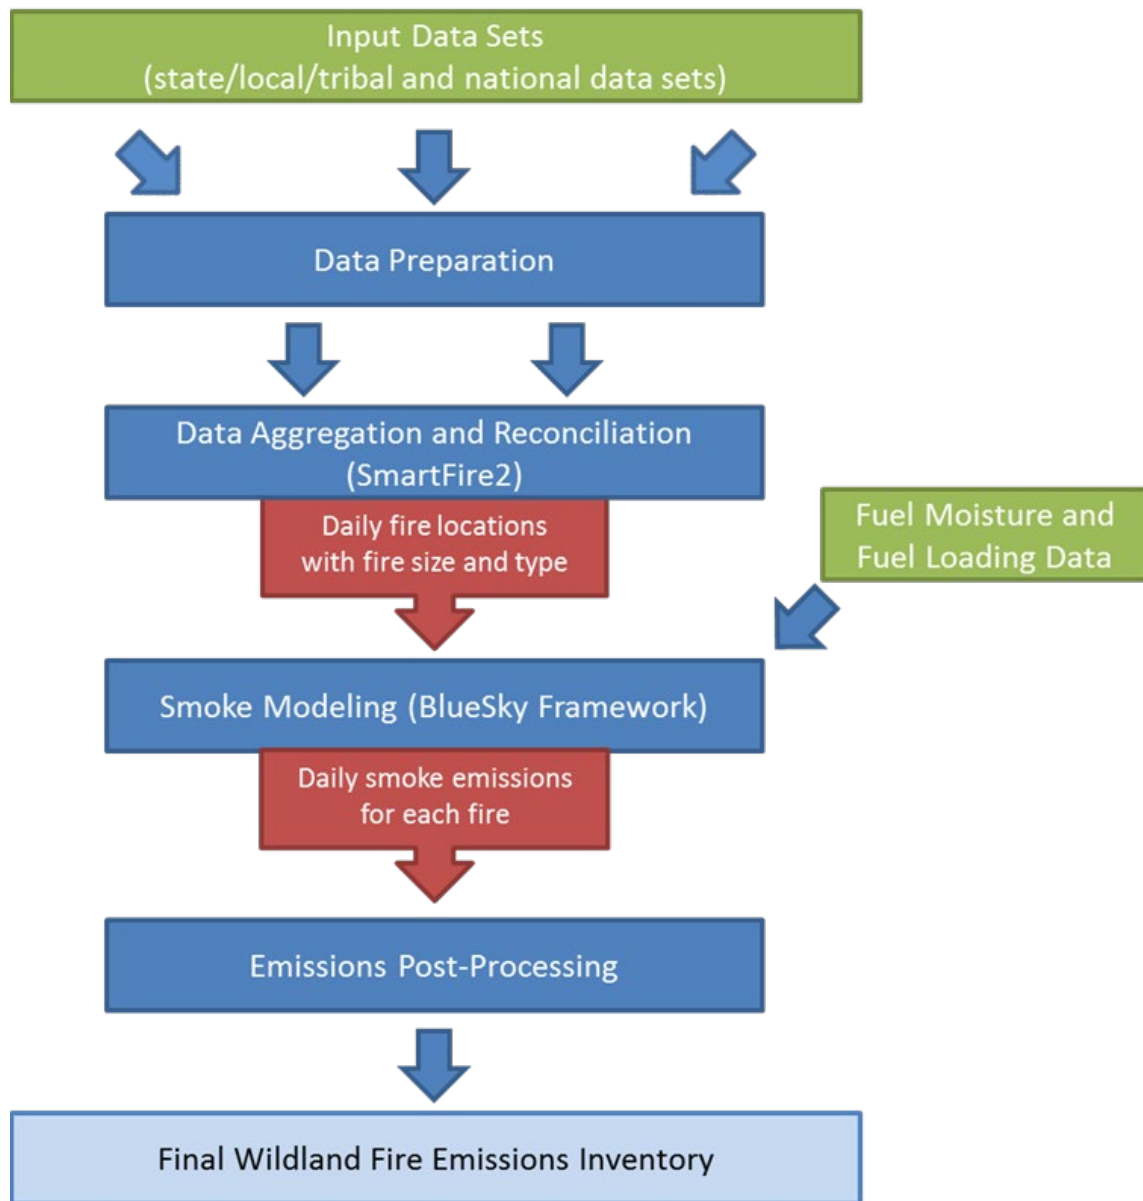 Input Data Sets
(state/local/tribal and national data sets)
Data Preparation
Data Aggregation and Reconciliation
(SmartFire2)
Daily fire locations
with fire size and type
Fuel Moisture and
Fuel Loading Data
Smoke Modeling (BlueSky Framework)
Daily smoke emissions
for each fire
Emissions Post-Processing
Final Wildland Fire Emissions Inventory